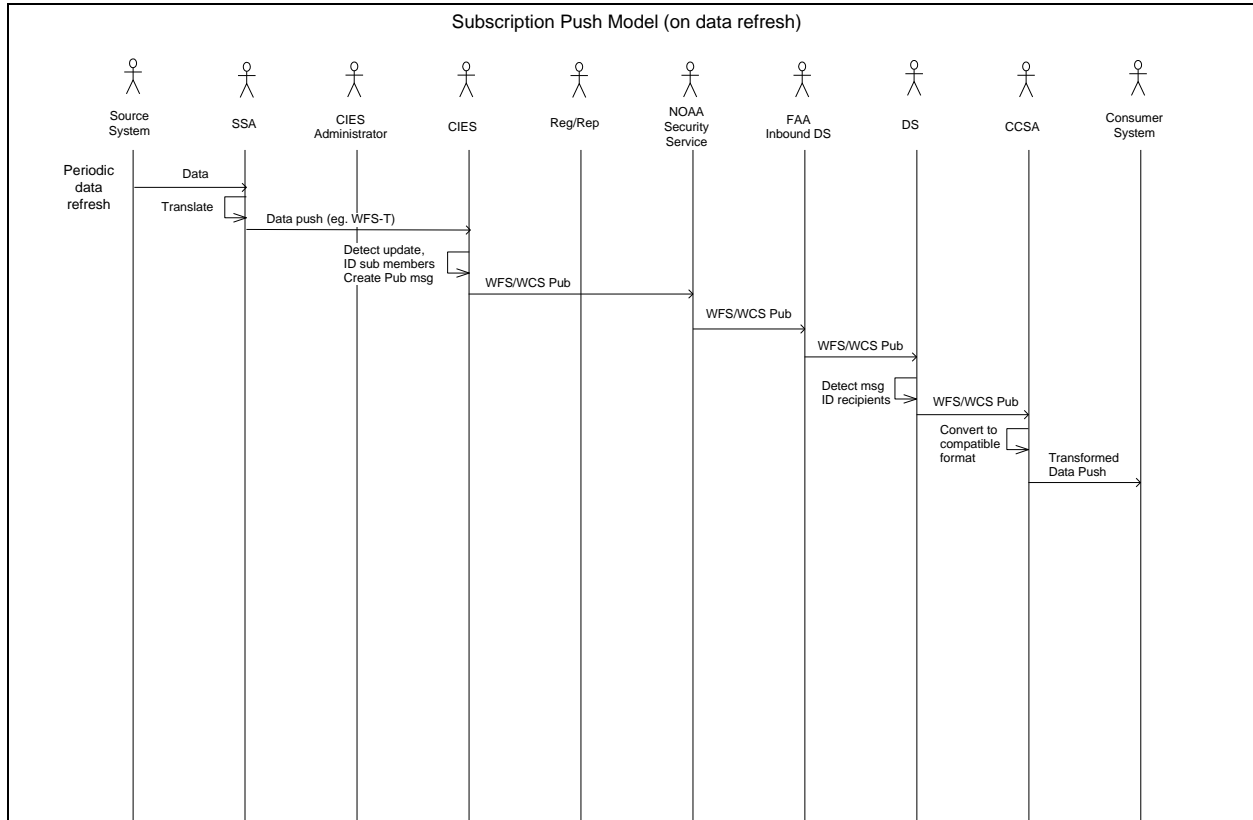 Subscription Push Model (on data refresh)
Source
System
SSA
CIES
Administrator
CIES
Reg/Rep
NOAA
Security
Service
FAA
Inbound DS
DS
CCSA
Consumer
System
Periodic
data
refresh
Data
Translate
Data push (eg. WFS-T)
Detect update,
ID sub members
Create Pub msg
WFS/WCS Pub
WFS/WCS Pub
WFS/WCS Pub
Detect msg
ID recipients
WFS/WCS Pub
Convert to
compatible
format
Transformed
Data Push